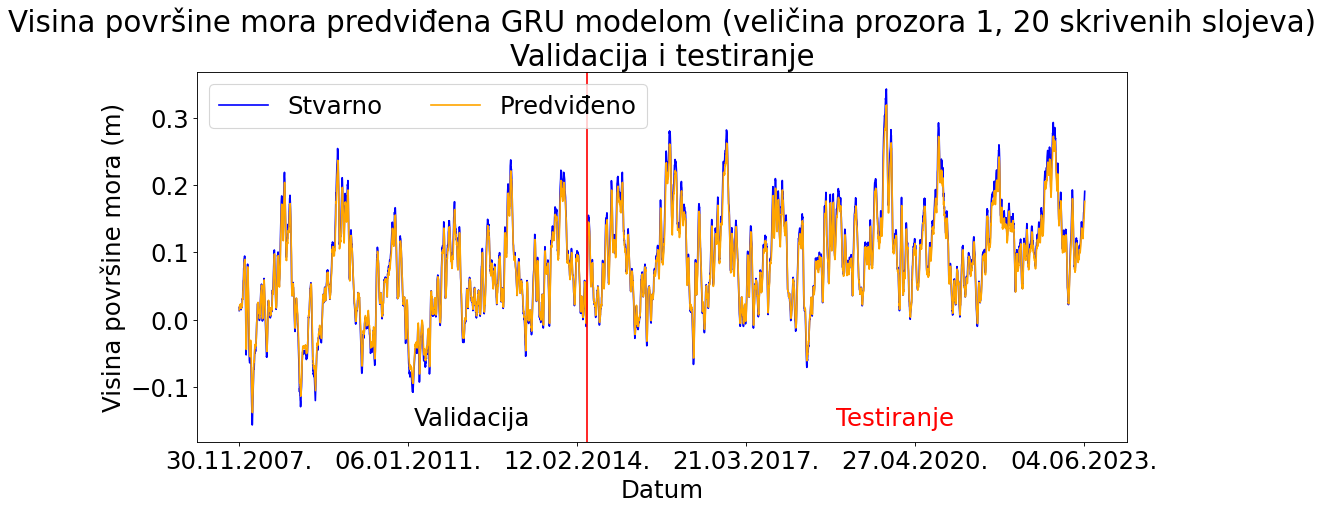 Visina površine mora predviđena GRU modelom (veličina prozora 1, 20 skrivenih slojeva)
Validacija i testiranje
Stvarno
Predviđeno
Visina površine mora (m)
0.3
0.2
0.1
0.0
−0.1
Validacija
Testiranje
30.11.2007.
06.01.2011.
12.02.2014.
21.03.2017.
27.04.2020.
04.06.2023.
Datum